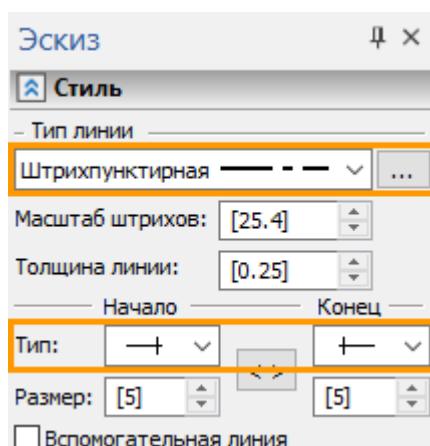 Эскиз
Стиль
Тип линии
Штрихпунктирная ...
Масштаб штрихов: [25.4]
Толщина линии: [0.25]
Начало Конец
Тип: <>
Размер: [5] [5]
Вспомогательная линия